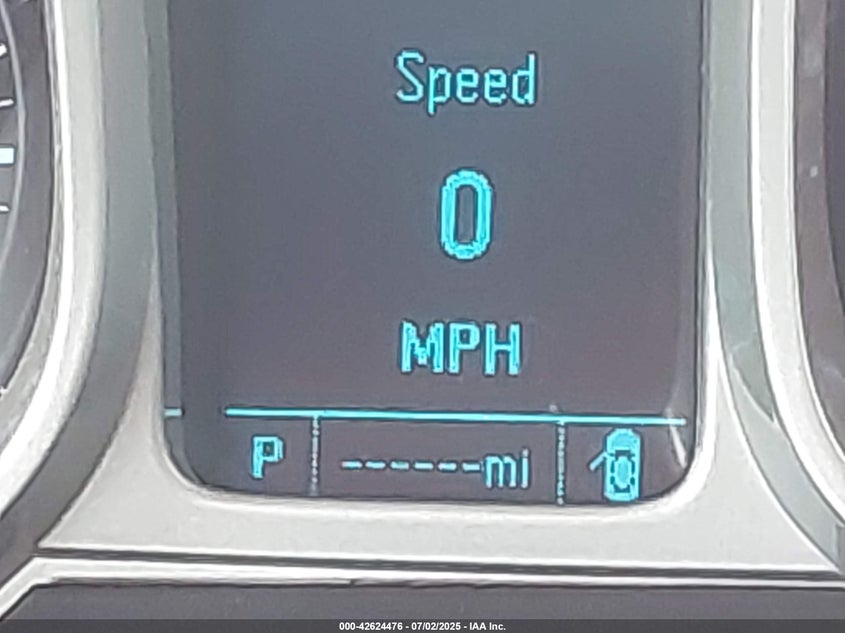 Speed
0
MPH
P ------mi
000-42624476 - 07/02/2025 - IAA Inc.